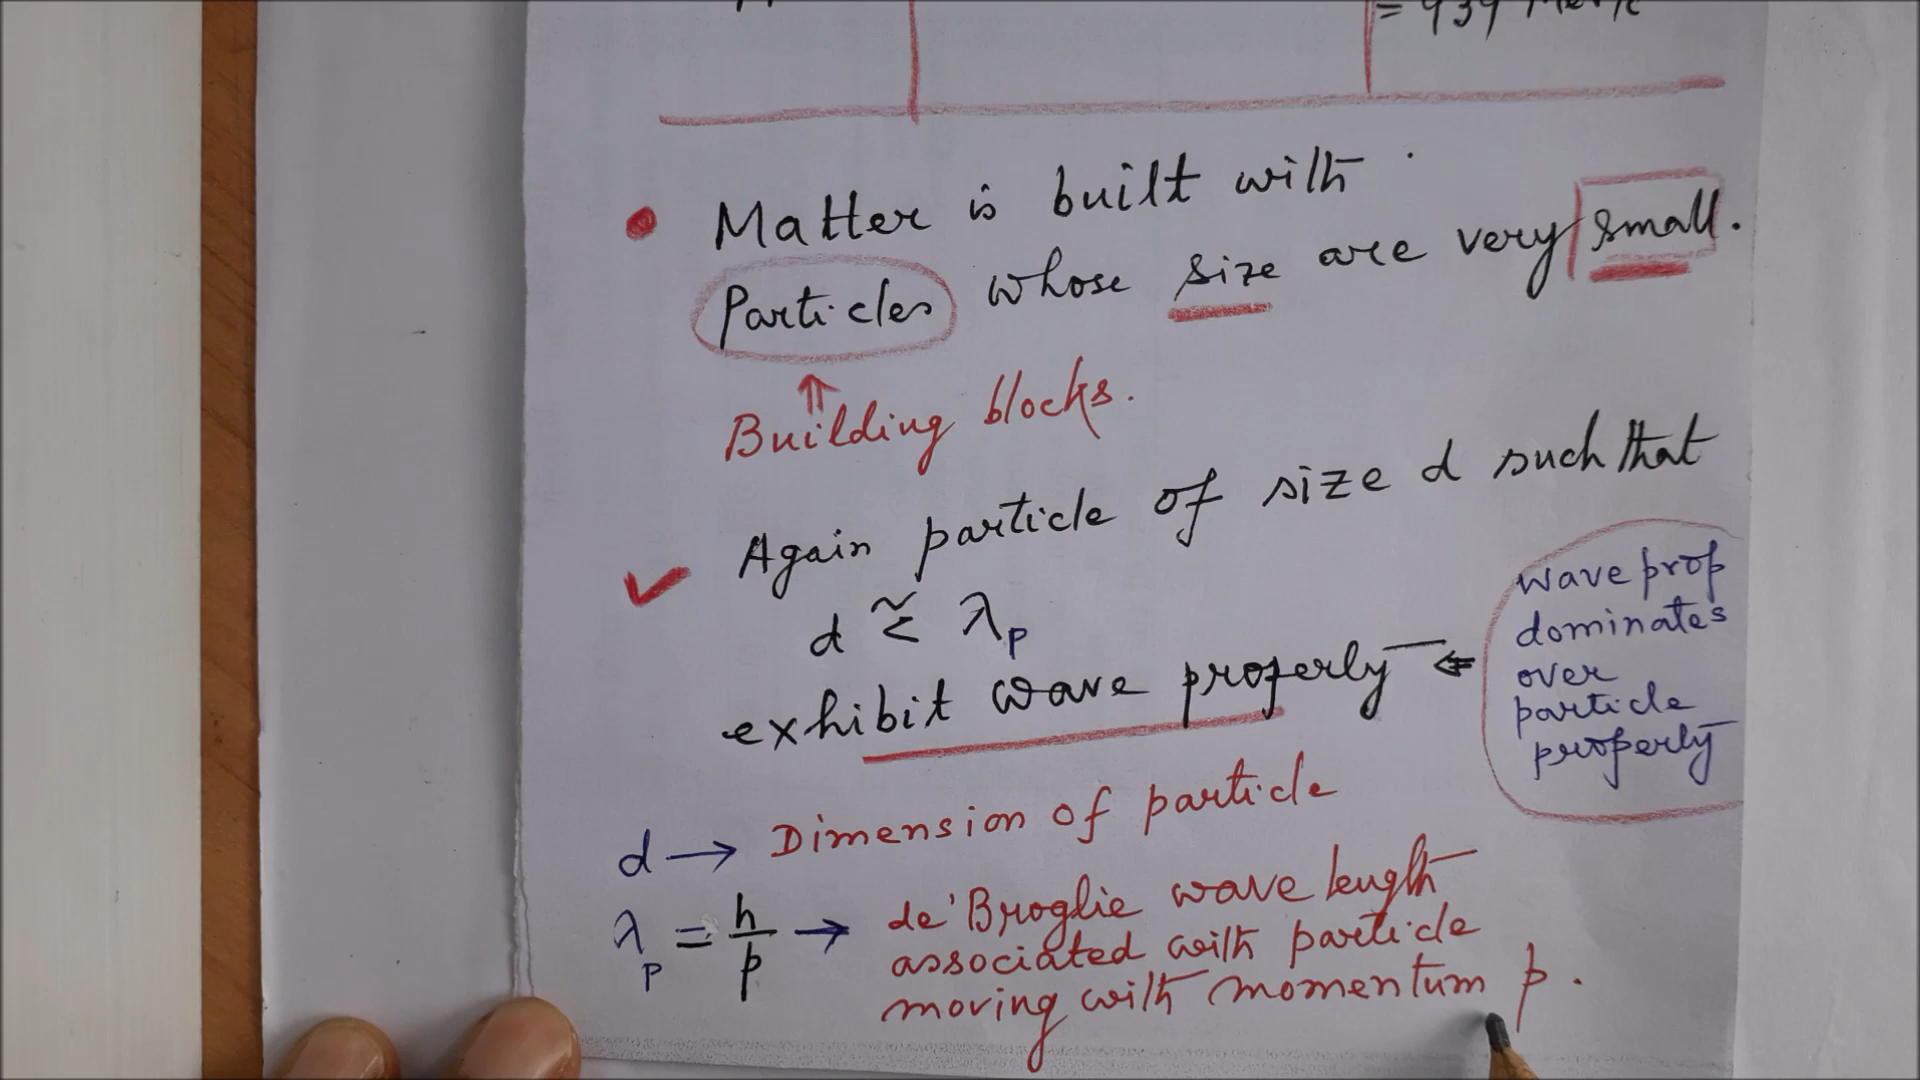 Matter is built with
Particles whose size are very small.
Building blocks.
Again particle of size d such that
d ≲ λp
exhibit wave property ⇐
wave prop
dominates
over
particle
property
d → Dimension of particle
λp = h/p → de'Broglie wave length
associated with particle
moving with momentum p.